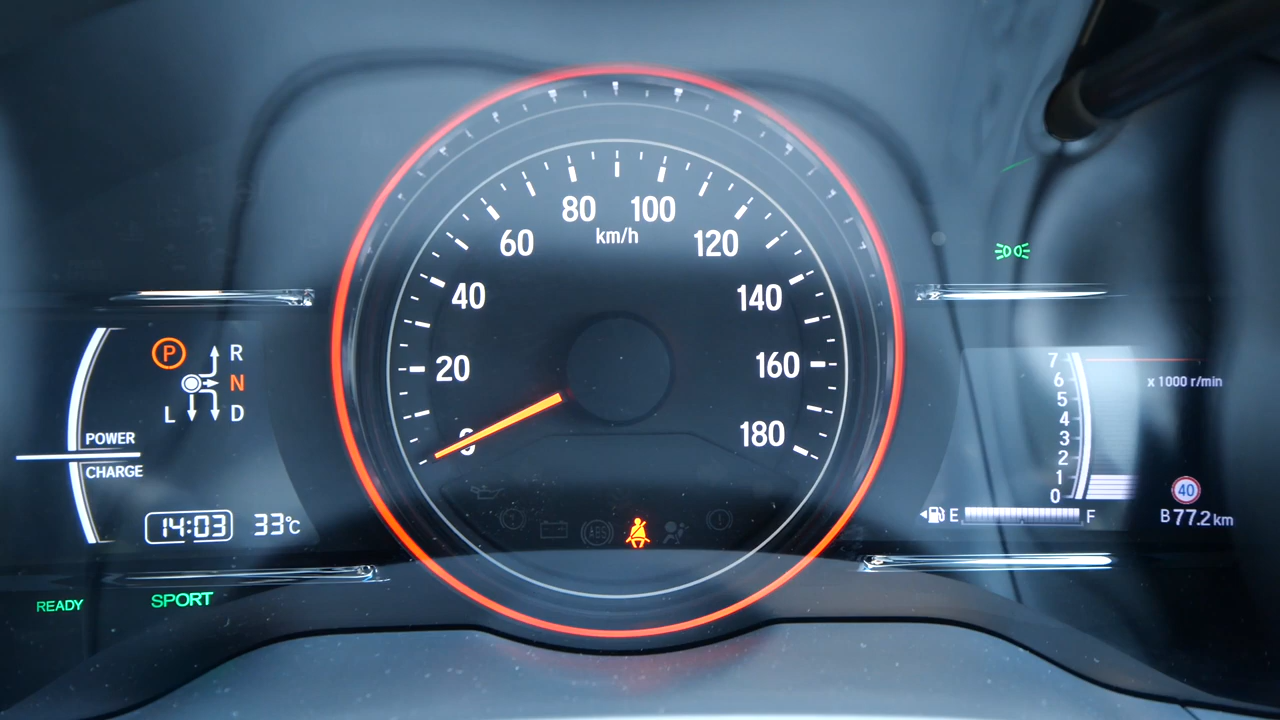 80 100
km/h
60 120
40 140
20 160
0 180
P R
N
L D
POWER
CHARGE
14:03 33℃
READY SPORT
7
6
5
4
3
2
1
0
x 1000 r/min
40
E F
B 77.2 km